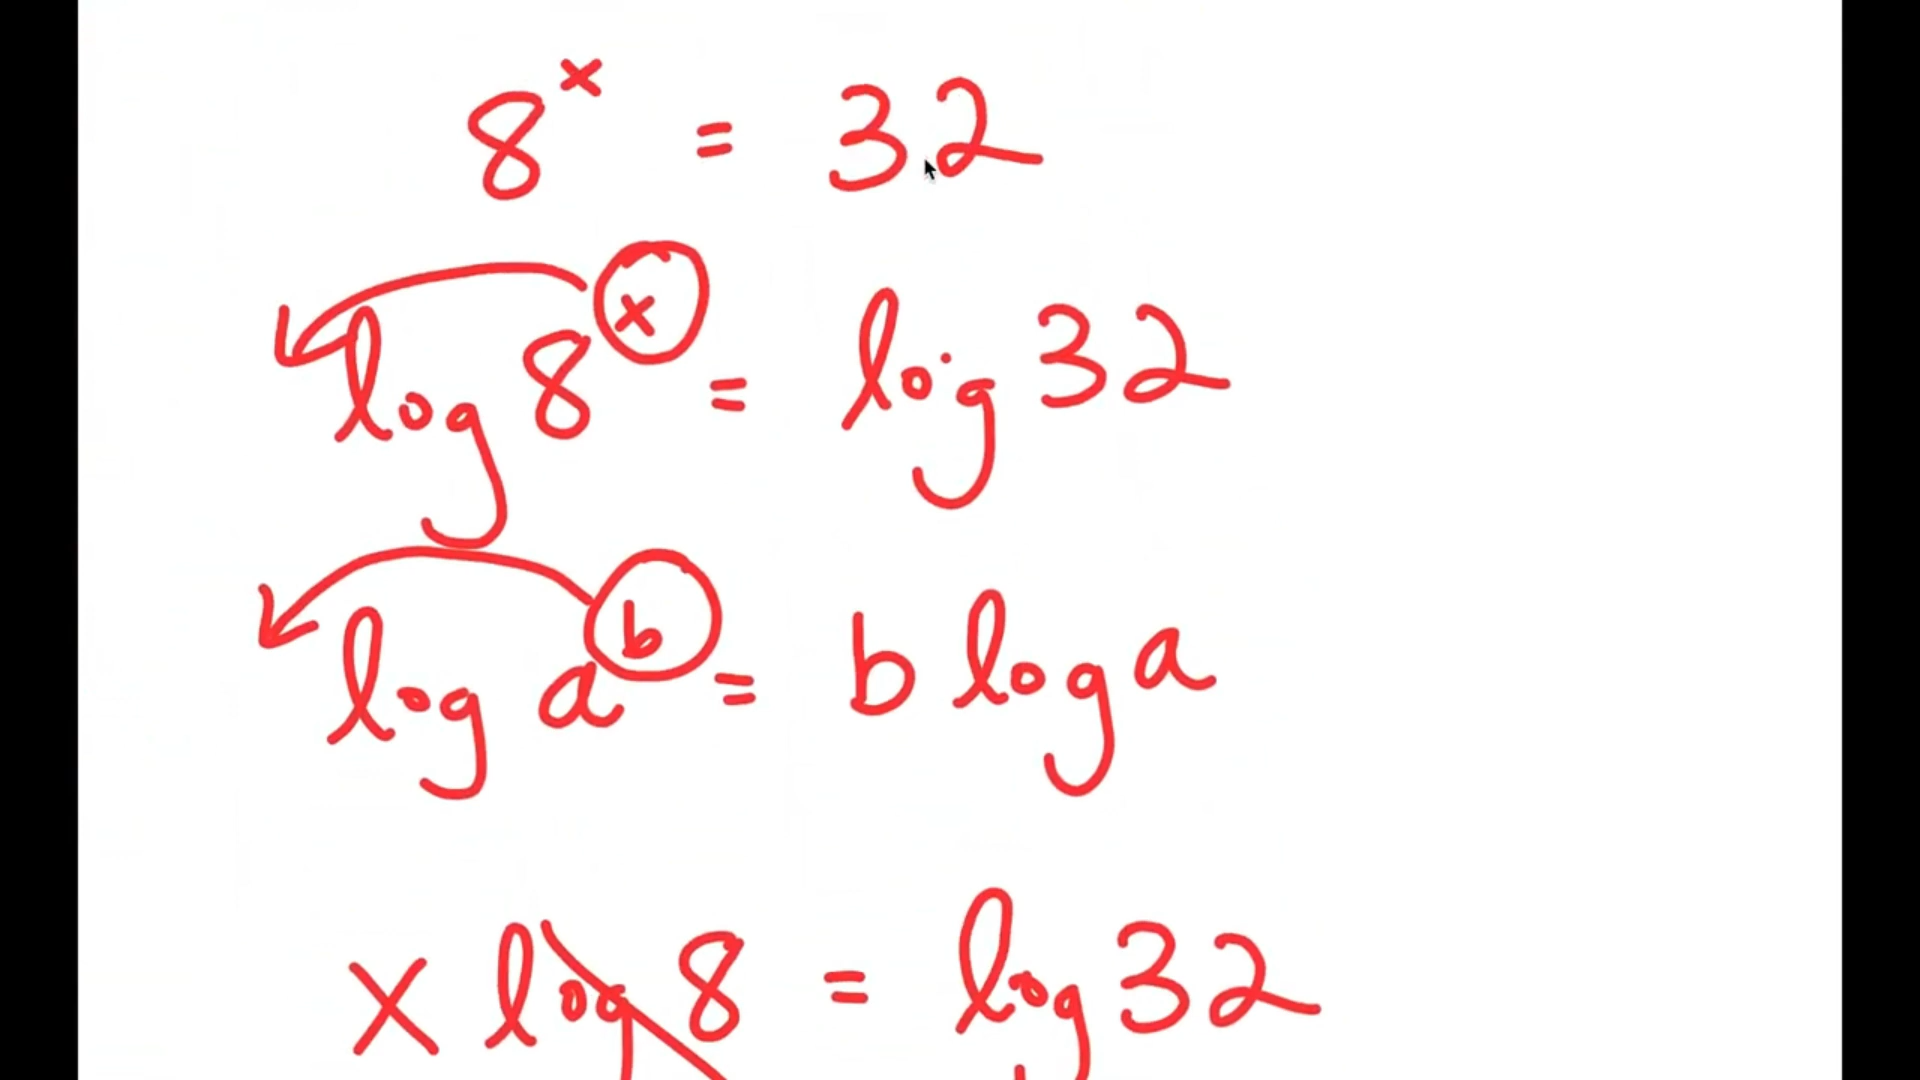 8^x = 32
log 8^x = log 32
log a^b = b log a
x log 8 = log 32